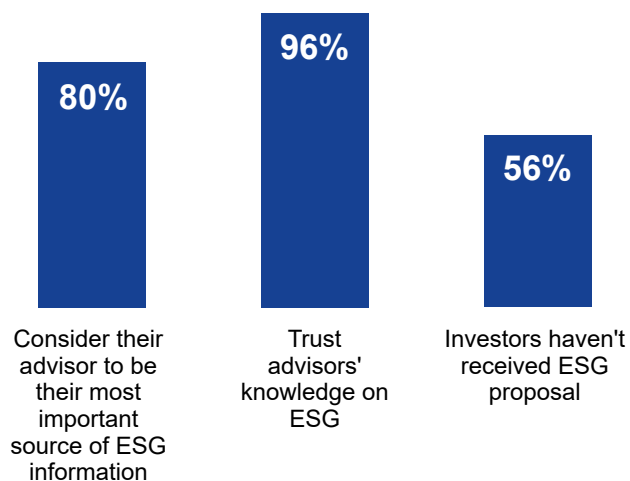 80%
96%
56%
Consider their
advisor to be
their most
important
source of ESG
information
Trust
advisors'
knowledge on
ESG
Investors haven't
received ESG
proposal